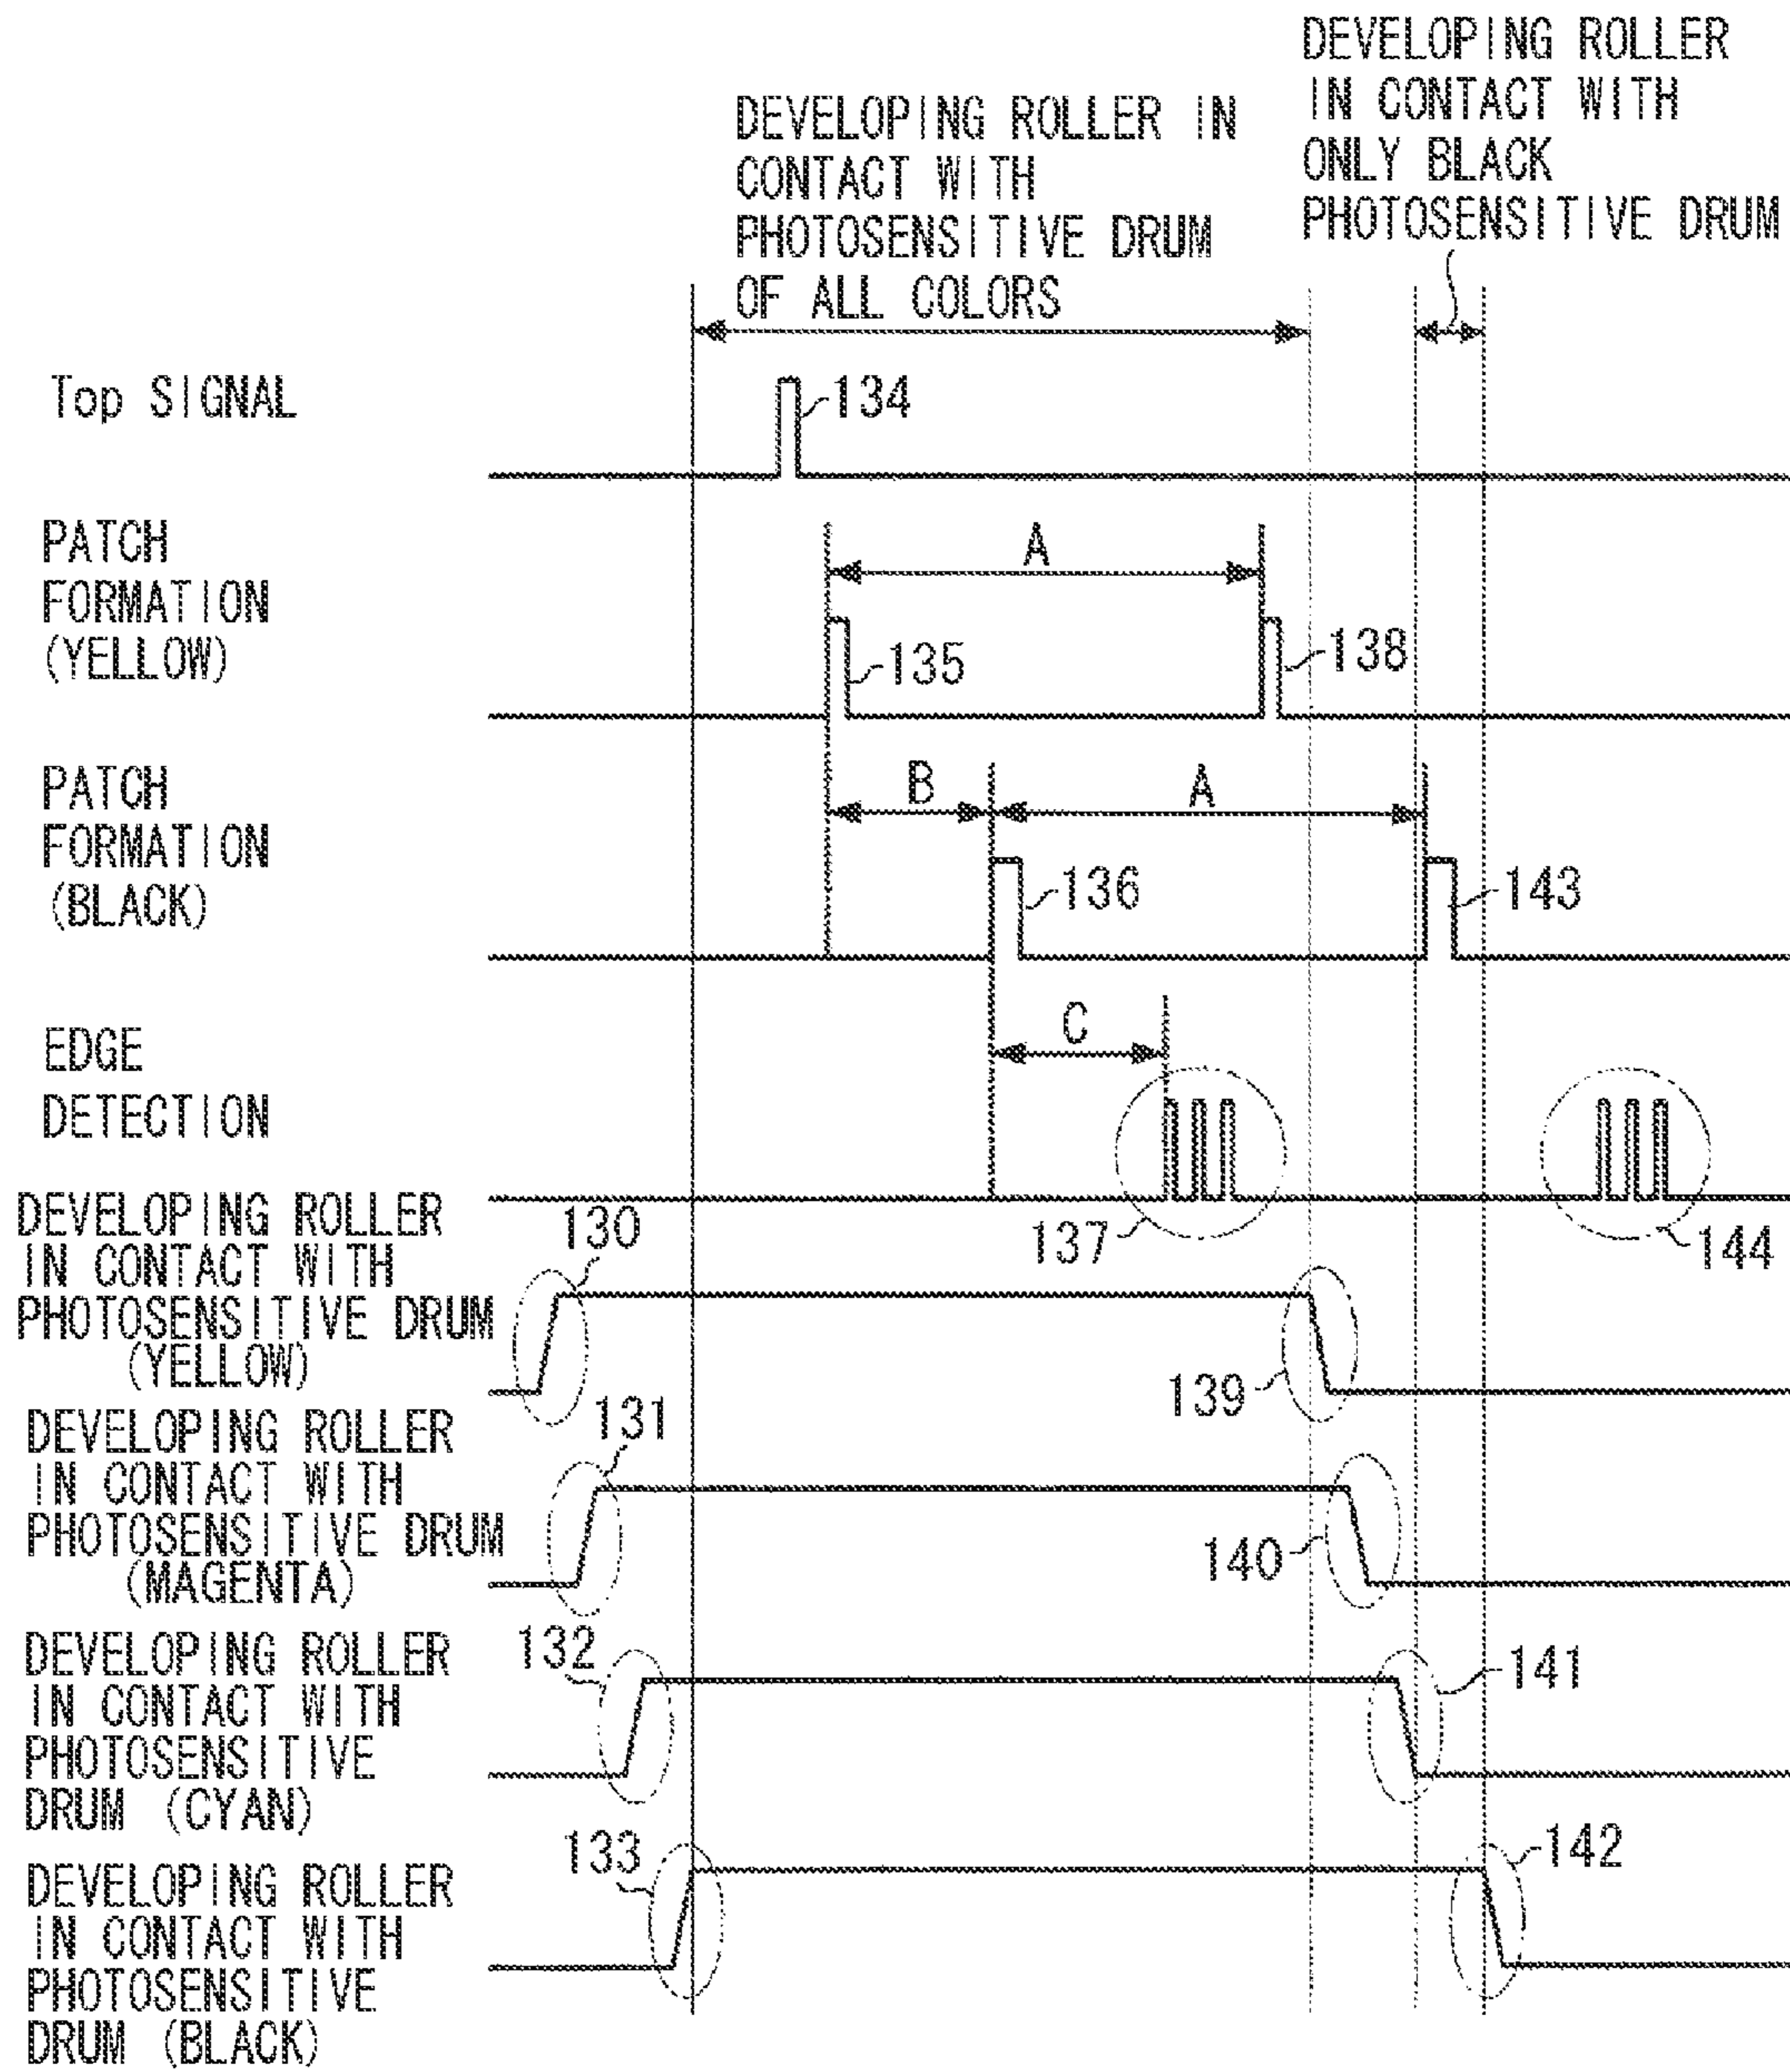 DEVELOPING ROLLER
IN CONTACT WITH
ONLY BLACK
PHOTOSENSITIVE DRUM
DEVELOPING ROLLER IN
CONTACT WITH
PHOTOSENSITIVE DRUM
OF ALL COLORS
Top SIGNAL
134
PATCH
FORMATION
(YELLOW)
A
135
138
PATCH
FORMATION
(BLACK)
B
A
136
143
EDGE
DETECTION
C
137
144
DEVELOPING ROLLER
IN CONTACT WITH
PHOTOSENSITIVE DRUM
(YELLOW)
130
139
DEVELOPING ROLLER
IN CONTACT WITH
PHOTOSENSITIVE DRUM
(MAGENTA)
131
140
DEVELOPING ROLLER
IN CONTACT WITH
PHOTOSENSITIVE
DRUM (CYAN)
132
141
DEVELOPING ROLLER
IN CONTACT WITH
PHOTOSENSITIVE
DRUM (BLACK)
133
142